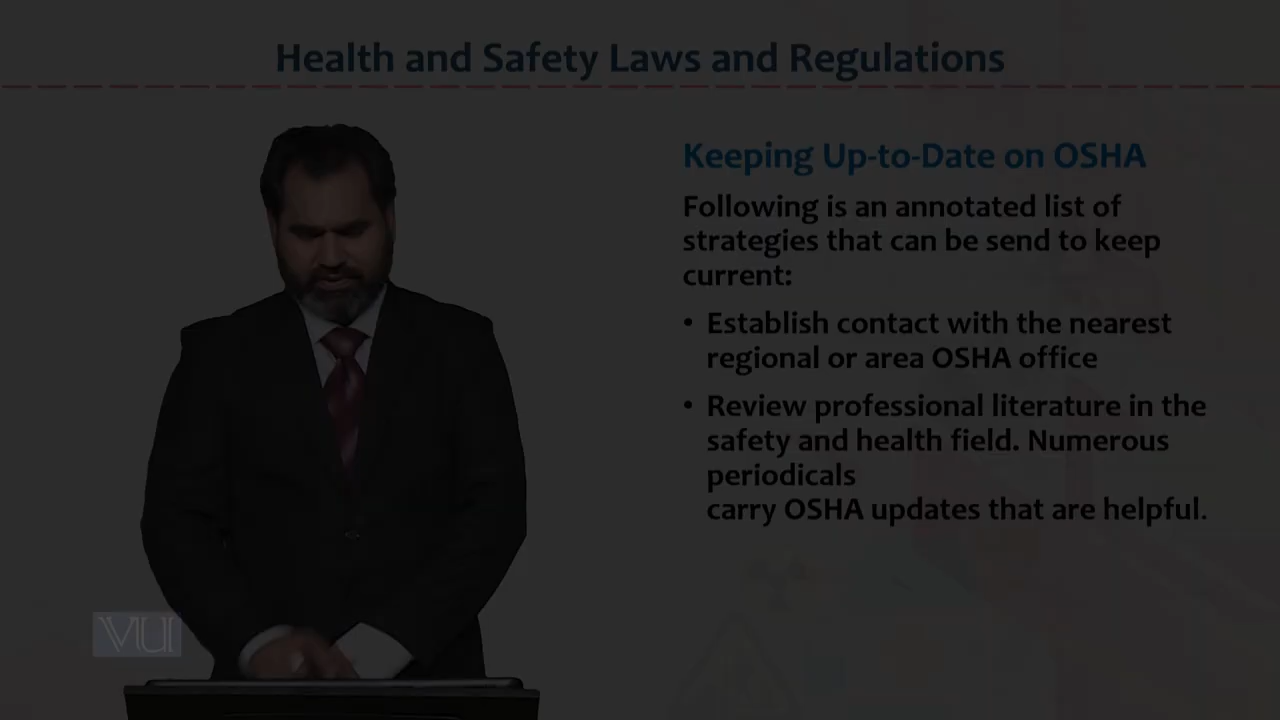 Health and Safety Laws and Regulations
Keeping Up-to-Date on OSHA
Following is an annotated list of
strategies that can be send to keep
current:
• Establish contact with the nearest
regional or area OSHA office
• Review professional literature in the
safety and health field. Numerous
periodicals
carry OSHA updates that are helpful.
VU